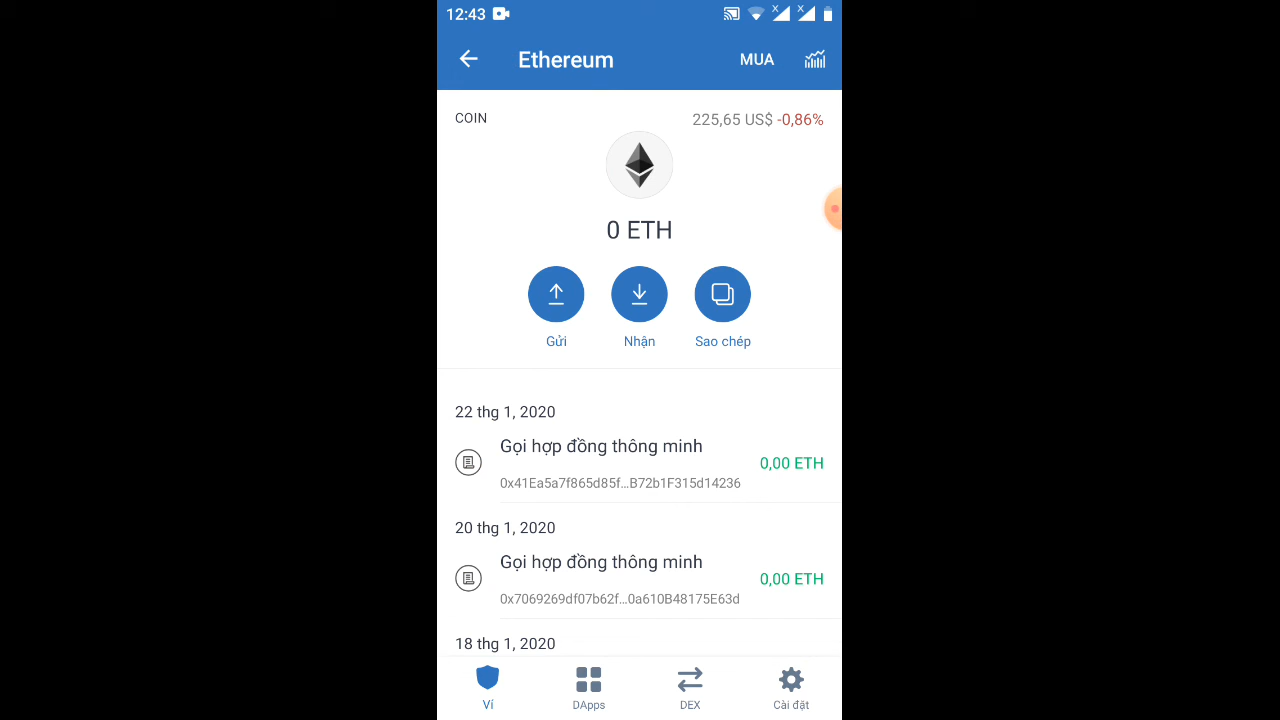 12:43
Ethereum MUA
COIN 225,65 US$ -0,86%
0 ETH
Gửi Nhận Sao chép
22 thg 1, 2020
Gọi hợp đồng thông minh
0,00 ETH
0x41Ea5a7f865d85f...B72b1F315d14236
20 thg 1, 2020
Gọi hợp đồng thông minh
0,00 ETH
0x7069269df07b62f...0a610B48175E63d
18 thg 1, 2020
Ví DApps DEX Cài đặt